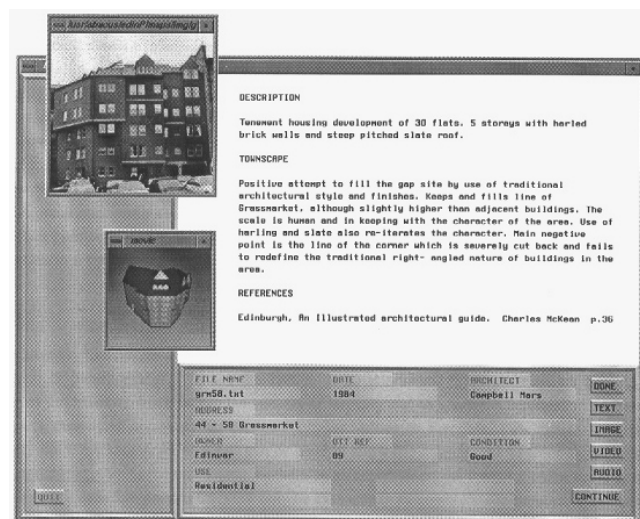 DESCRIPTION
Tenement housing development of 30 flats. 5 storeys with harled
brick walls and steep pitched slate roof.
TOWNSCAPE
Positive attempt to fill the gap site by use of traditional
architectural style and finishes. Keeps and fills line of
Grassmarket, although slightly higher than adjacent buildings. The
scale is human and in keeping with the character of the area. Use of
harling and slate also re-iterates the character. Main negative
point is the line of the corner which is severely cut back and fails
to redefine the traditional right- angled nature of buildings in the
area.
REFERENCES
Edinburgh, An Illustrated architectural guide. Charles McKean p.36
movie
FILE NAME DATE ARCHITECT
grm58.txt 1984 Campbell Mars
ADDRESS
44 - 58 Grassmarket
OWNER REF CONDITION
Edinver 09 Good
USE
Residential
DONE
TEXT
IMAGE
VIDEO
AUDIO
CONTINUE
QUIT